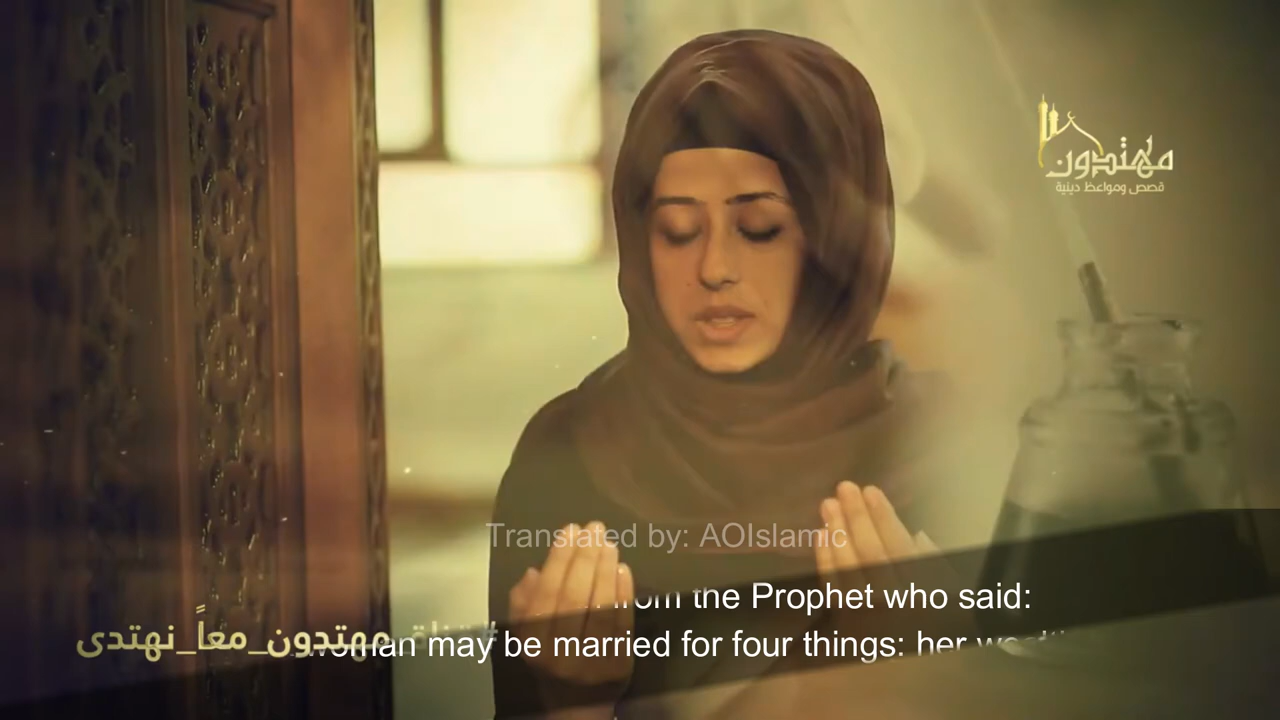 مهتدون
قصص ومواعظ دينية
Translated by: AOIslamic
from the Prophet who said:
woman may be married for four things: her
مهتدون_معاً_نهتدى